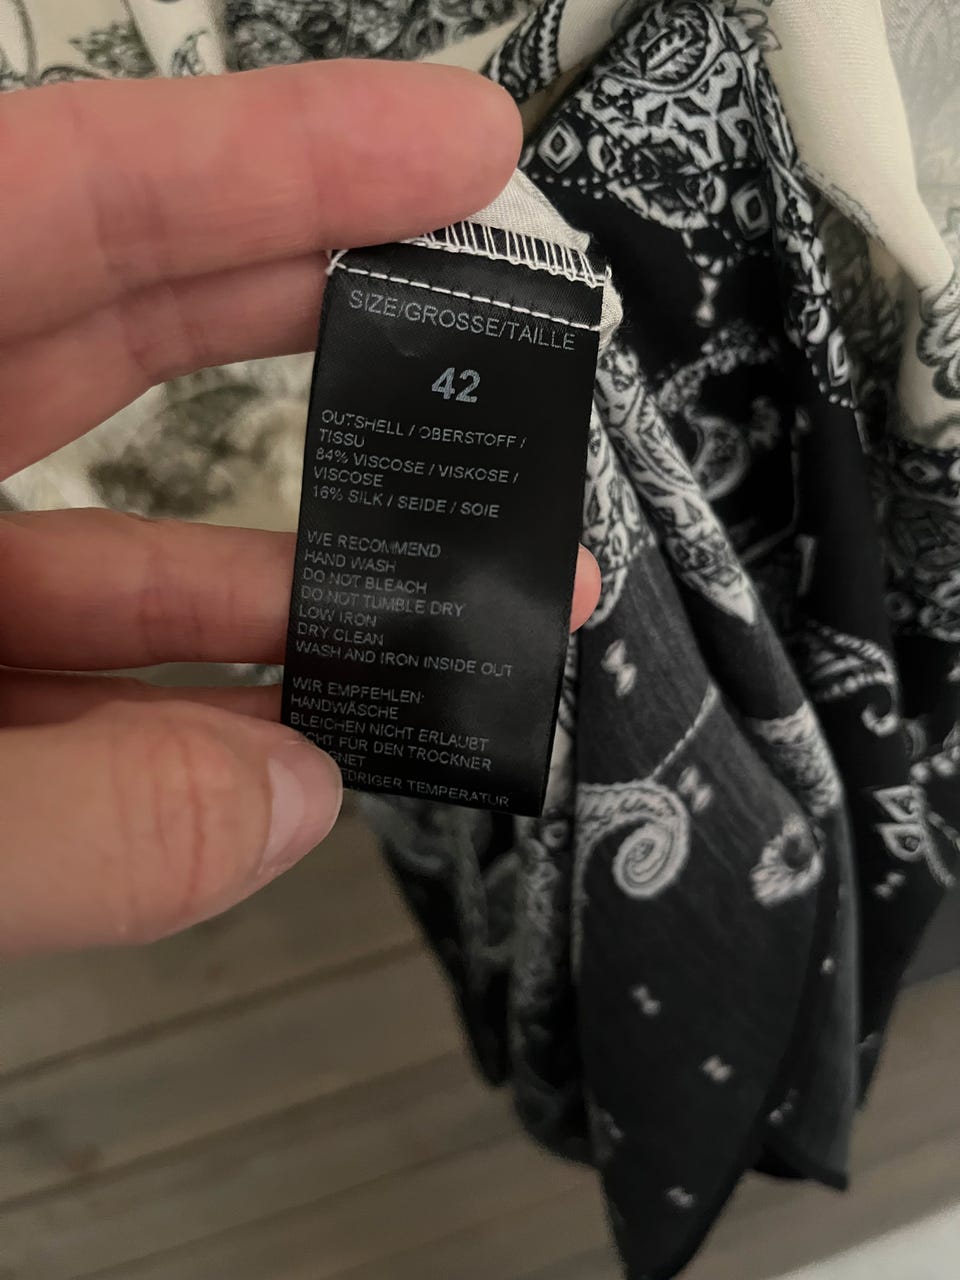 SIZE/GROSSE/TAILLE
42
OUTSHELL / OBERSTOFF /
TISSU
84% VISCOSE / VISKOSE /
VISCOSE
16% SILK / SEIDE / SOIE
WE RECOMMEND
HAND WASH
DO NOT BLEACH
DO NOT TUMBLE DRY
LOW IRON
DRY CLEAN
WASH AND IRON INSIDE OUT
WIR EMPFEHLEN:
HANDWÄSCHE
BLEICHEN NICHT ERLAUBT
FÜR DEN TROCKNER
TEMPERATUR